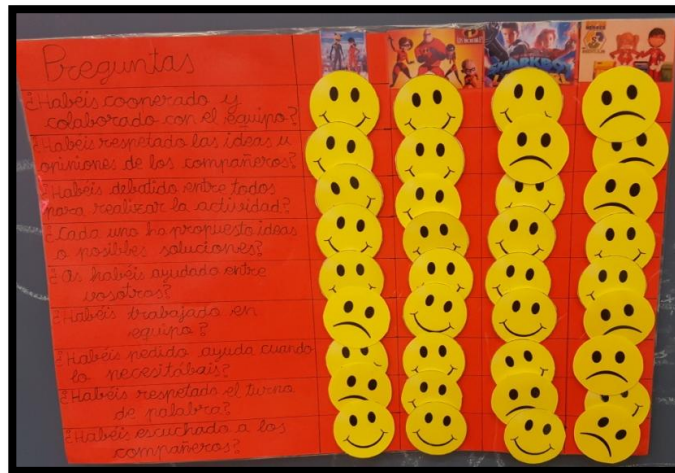 Preguntas
¿Habéis cooperado y
colaborado con el equipo?
¿Habéis respetado las ideas u
opiniones de los compañeros?
¿Habéis debatido entre todos
para realizar la actividad?
¿Cada uno ha propuesto ideas
o posibles soluciones?
¿Os habéis ayudado entre
vosotros?
¿Habéis trabajado en
equipo?
¿Habéis pedido ayuda cuando
lo necesitábais?
¿Habéis respetado el turno
de palabra?
¿Habéis escuchado a los
compañeros?
SHARKBOY